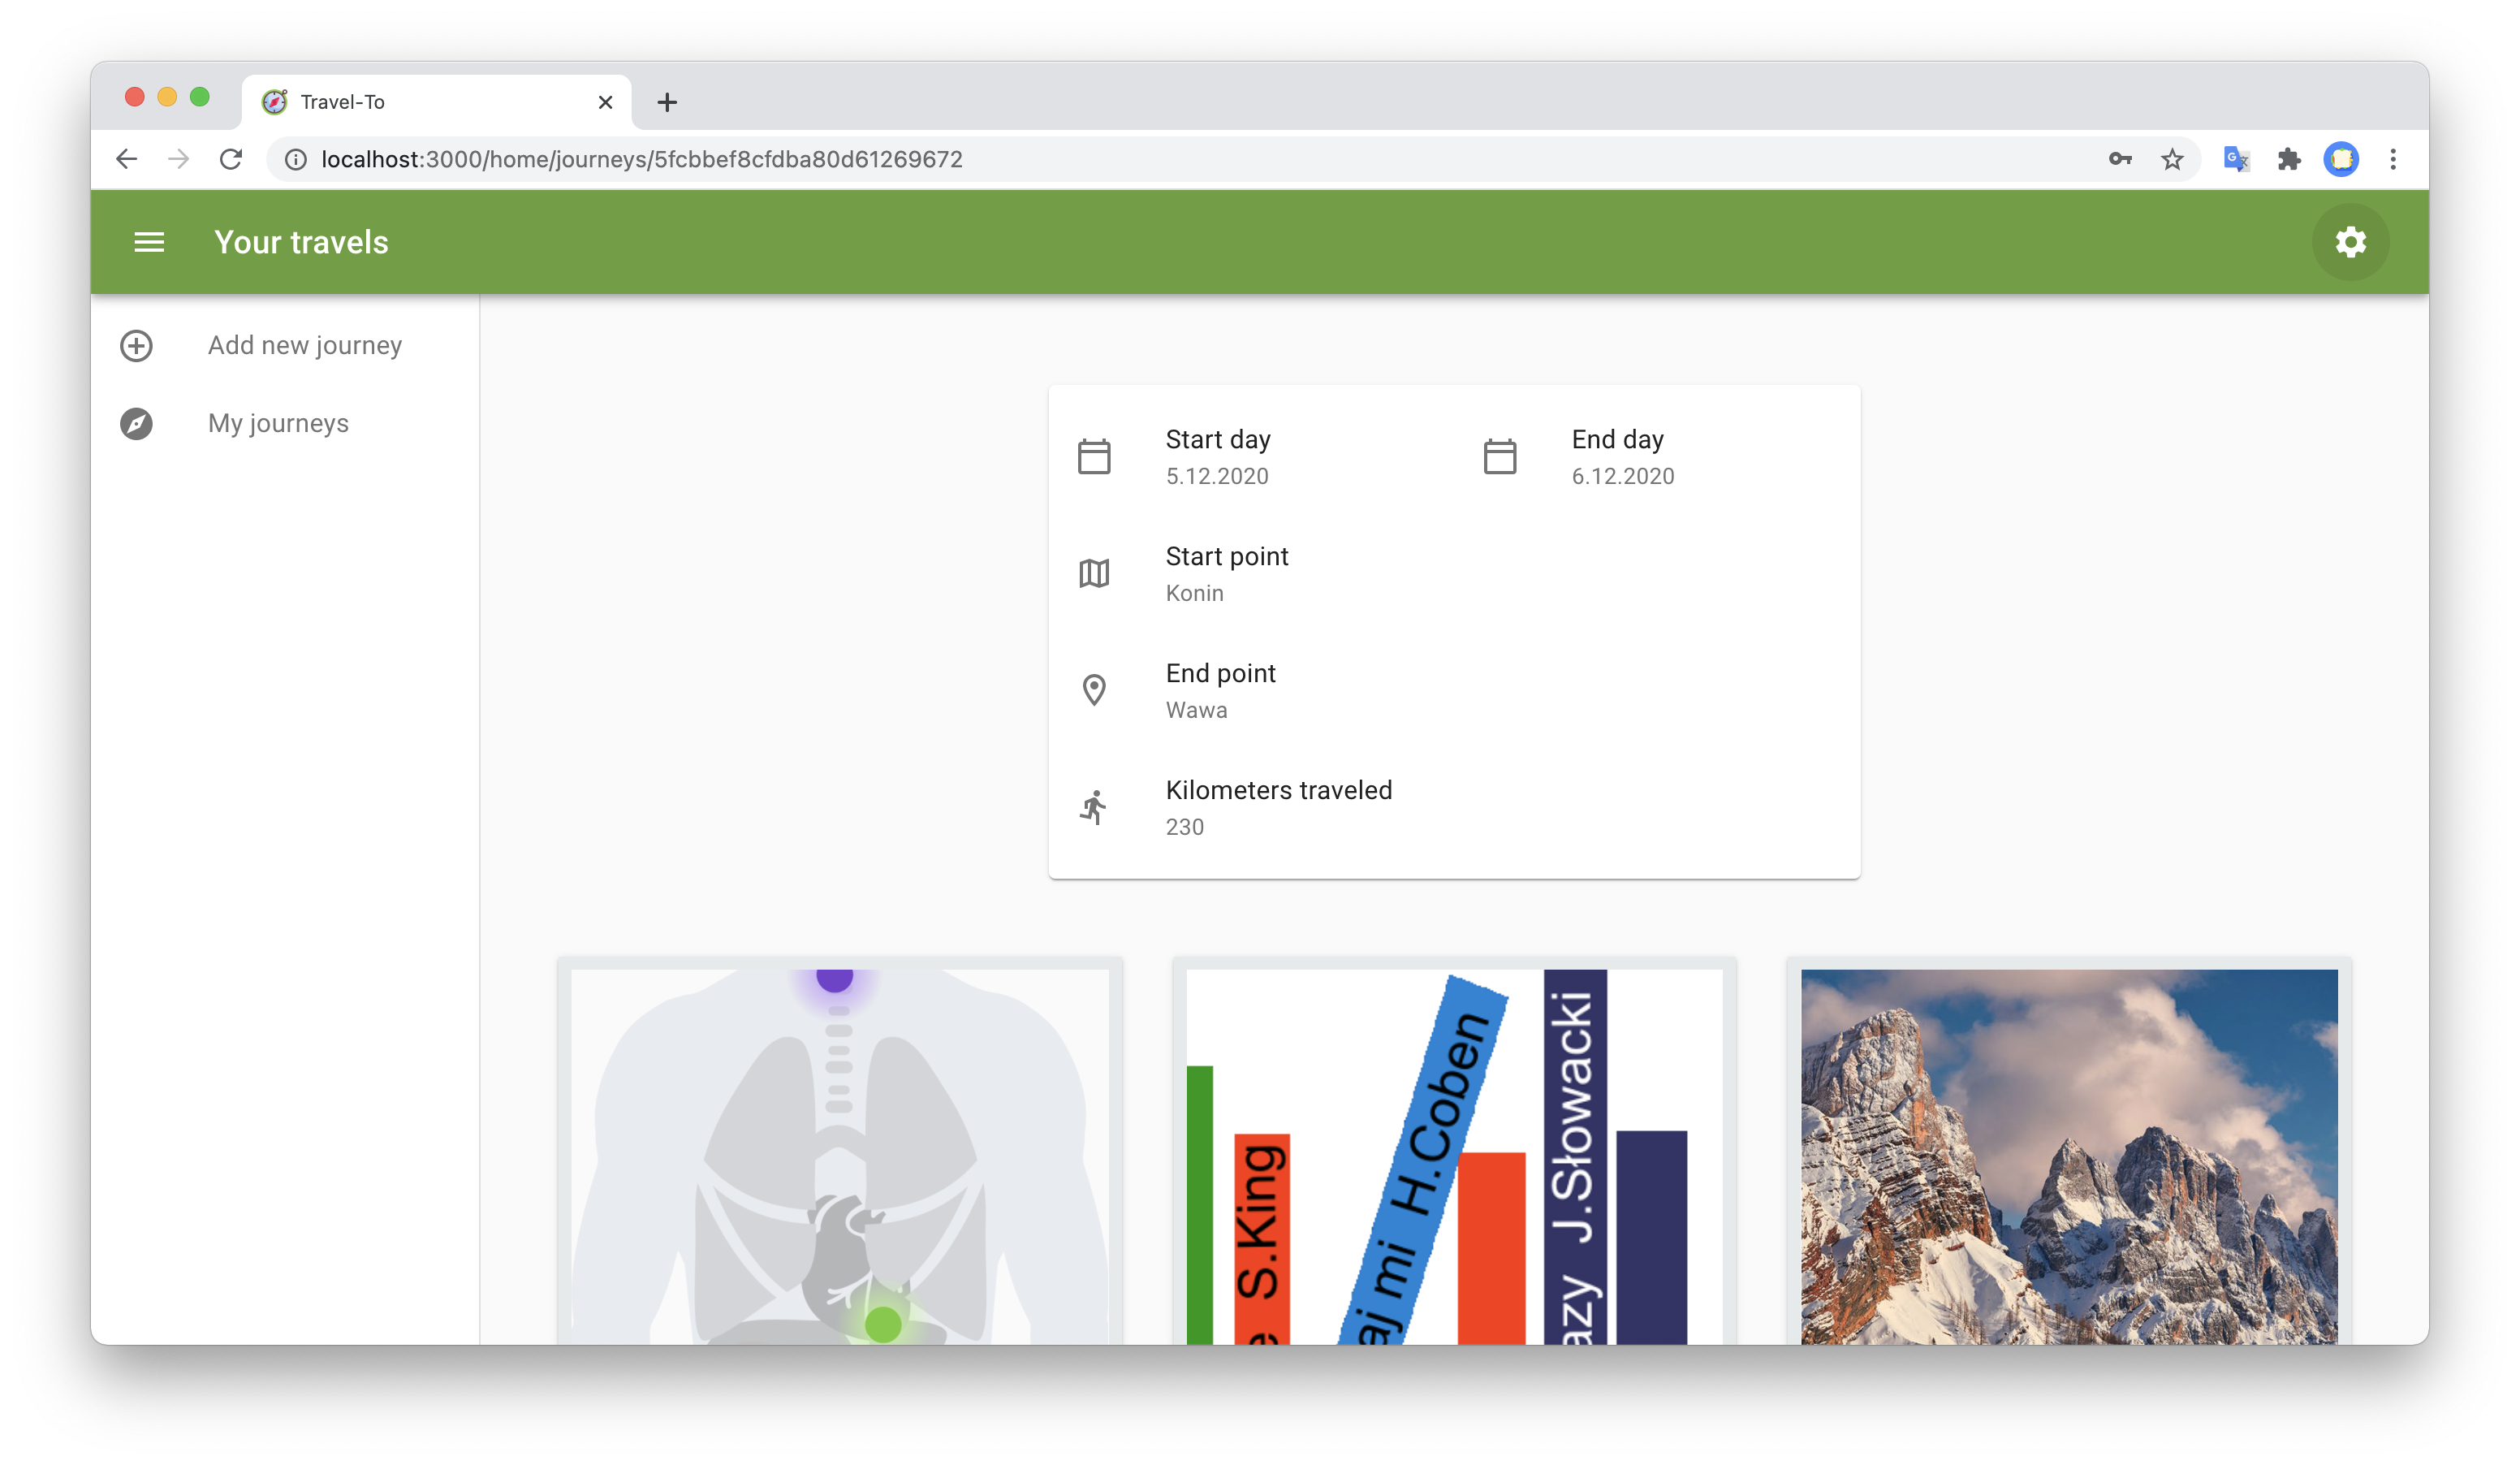 Travel-To
localhost:3000/home/journeys/5fcbbef8cfdba80d61269672
Your travels
Add new journey
My journeys
Start day
5.12.2020
End day
6.12.2020
Start point
Konin
End point
Wawa
Kilometers traveled
230
e S.King
aj mi H.Coben
azy J.Słowacki